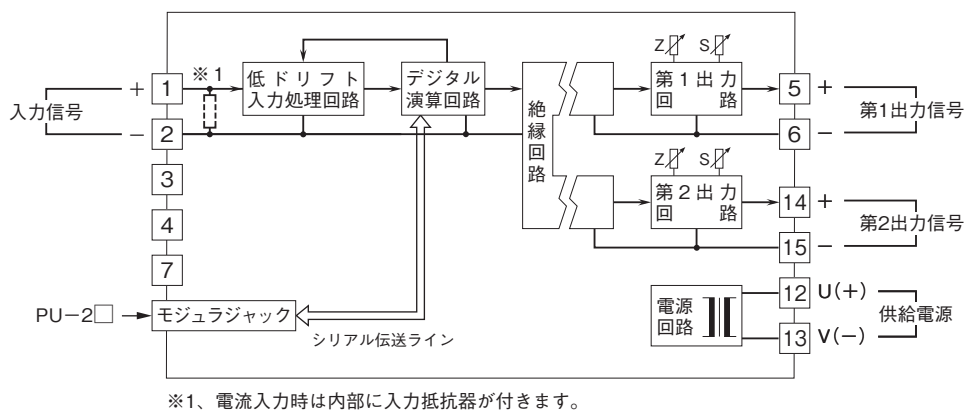 入力信号
+
1
※1
−
2
3
4
7
PU−2□
モジュラジャック
シリアル伝送ライン
低ドリフト
入力処理回路
デジタル
演算回路
絶縁回路
Z
S
第1出力
回路
5
+
6
−
第1出力信号
Z
S
第2出力
回路
14
+
15
−
第2出力信号
電源
回路
12
U(+)
13
V(−)
供給電源
※1、電流入力時は内部に入力抵抗器が付きます。